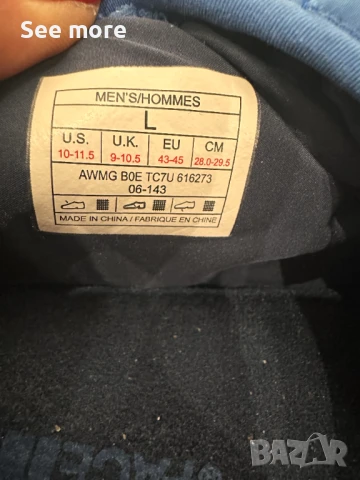 See more
MEN'S/HOMMES
L
U.S. U.K. EU CM
10-11.5 9-10.5 43-45 28.0-29.5
AWMG B0E TC7U 616273
06-143
MADE IN CHINA / FABRIQUE EN CHINE
BAZAR